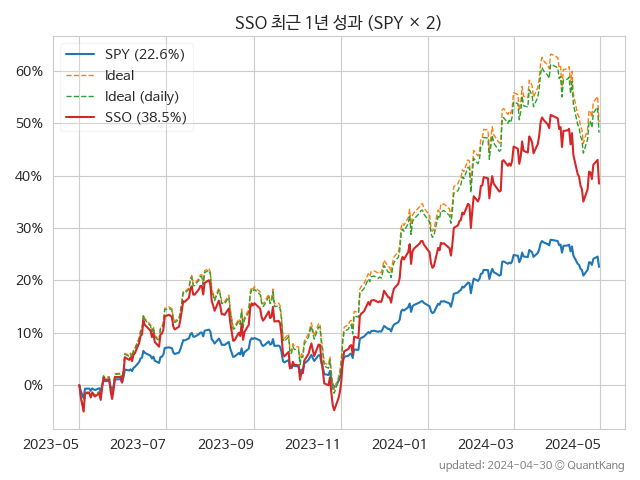 SSO 최근 1년 성과 (SPY × 2)
SPY (22.6%)
Ideal
Ideal (daily)
SSO (38.5%)
60%
50%
40%
30%
20%
10%
0%
2023−05 2023−07 2023−09 2023−11 2024−01 2024−03 2024−05
updated: 2024-04-30 © QuantKang